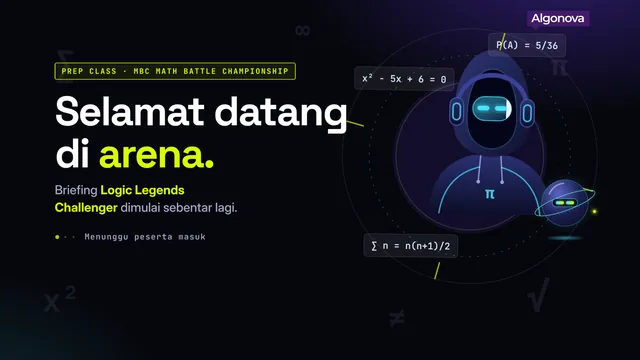 Algonova
P(A) = 5/36
PREP CLASS · MBC MATH BATTLE CHAMPIONSHIP
x² - 5x + 6 = 0
Selamat datang
di arena.
Briefing Logic Legends
Challenger dimulai sebentar lagi.
Menunggu peserta masuk
π
∑ n = n(n+1)/2
∞
∑
π
x²
≠
√